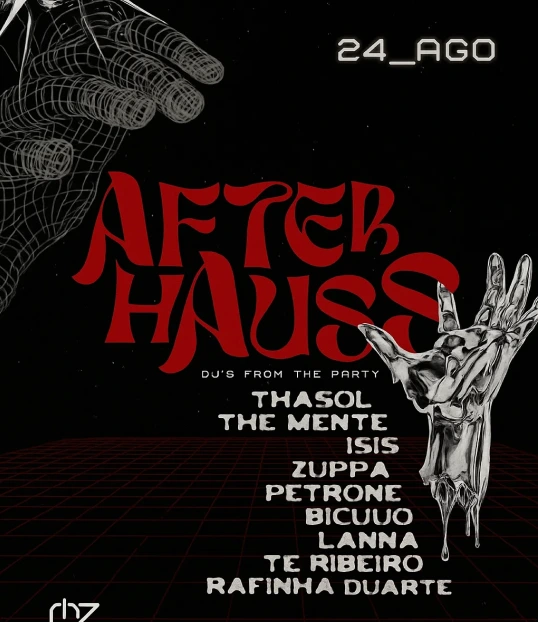 24_AGO
AFTER
HAUSS
DJ'S FROM THE PARTY
THASOL
THE MENTE
ISIS
ZUPPA
PETRONE
BICUUO
LANNA
TE RIBEIRO
RAFINHA DUARTE